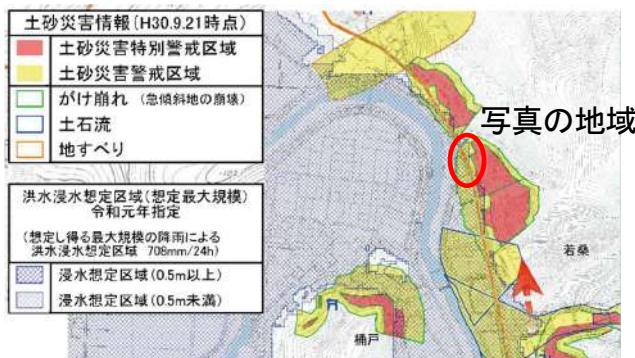 土砂災害情報(H30.9.21時点)
土砂災害特別警戒区域
土砂災害警戒区域
がけ崩れ (急傾斜地の崩壊)
土石流
地すべり
洪水浸水想定区域(想定最大規模)
令和元年指定
(想定し得る最大規模の降雨による
洪水浸水想定区域 708mm/24h)
浸水想定区域(0.5m以上)
浸水想定区域(0.5m未満)
写真の地域
若桑
桶戸